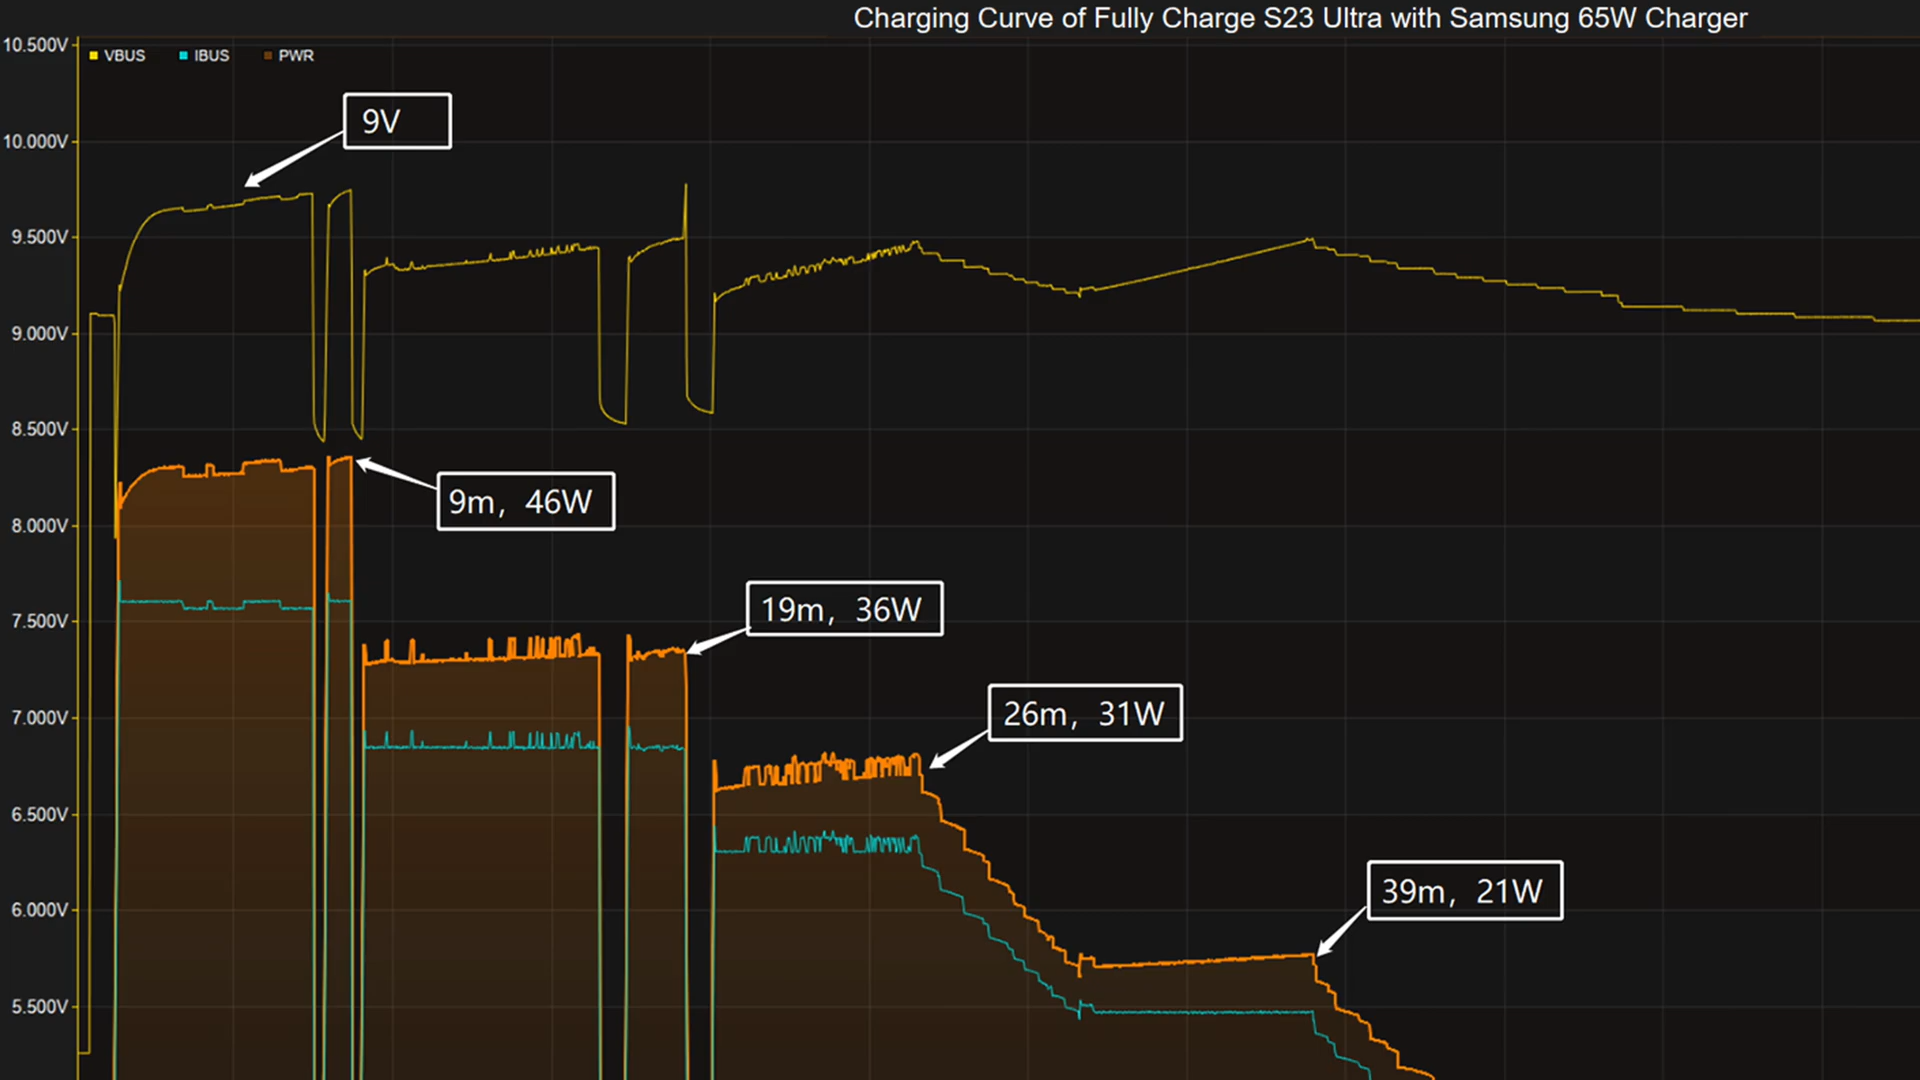 Charging Curve of Fully Charge S23 Ultra with Samsung 65W Charger
10.500V
VBUS IBUS PWR
9V
10.000V
9.500V
9.000V
8.500V
9m, 46W
8.000V
7.500V
19m, 36W
7.000V
26m, 31W
6.500V
6.000V
39m, 21W
5.500V